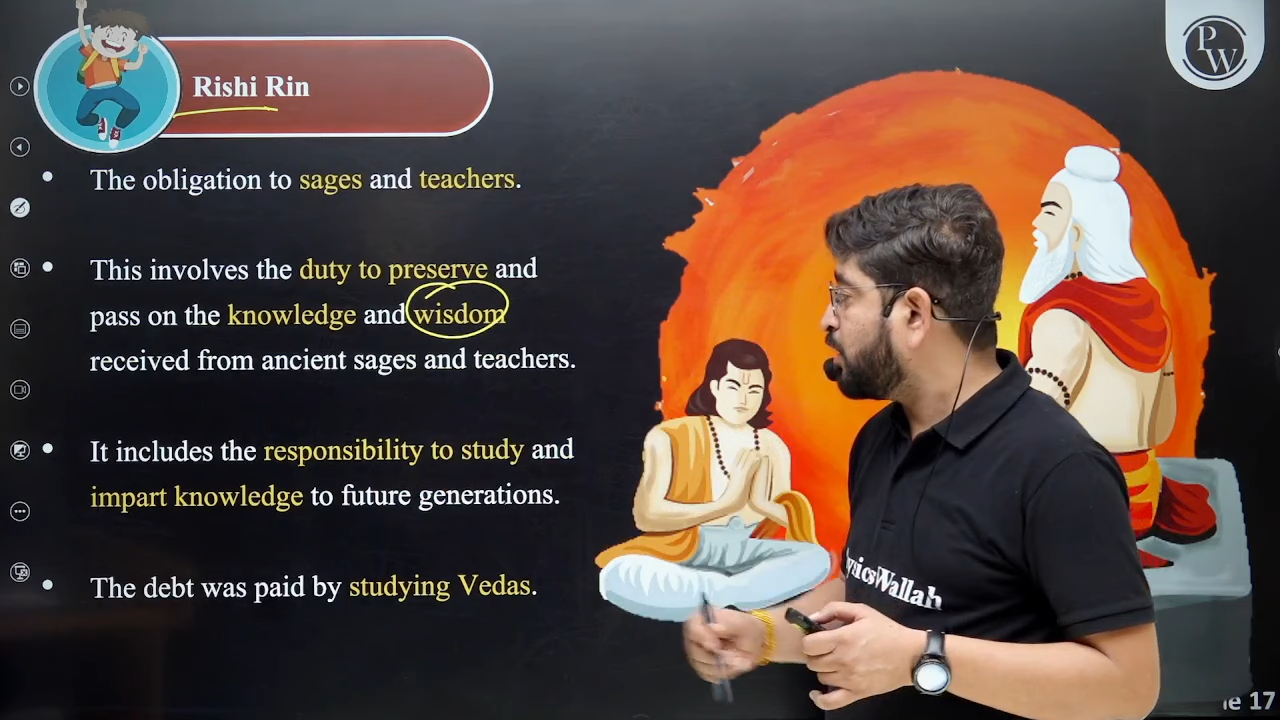 PW
Rishi Rin
• The obligation to sages and teachers.
• This involves the duty to preserve and
pass on the knowledge and wisdom
received from ancient sages and teachers.
• It includes the responsibility to study and
impart knowledge to future generations.
• The debt was paid by studying Vedas.
Wallah
17